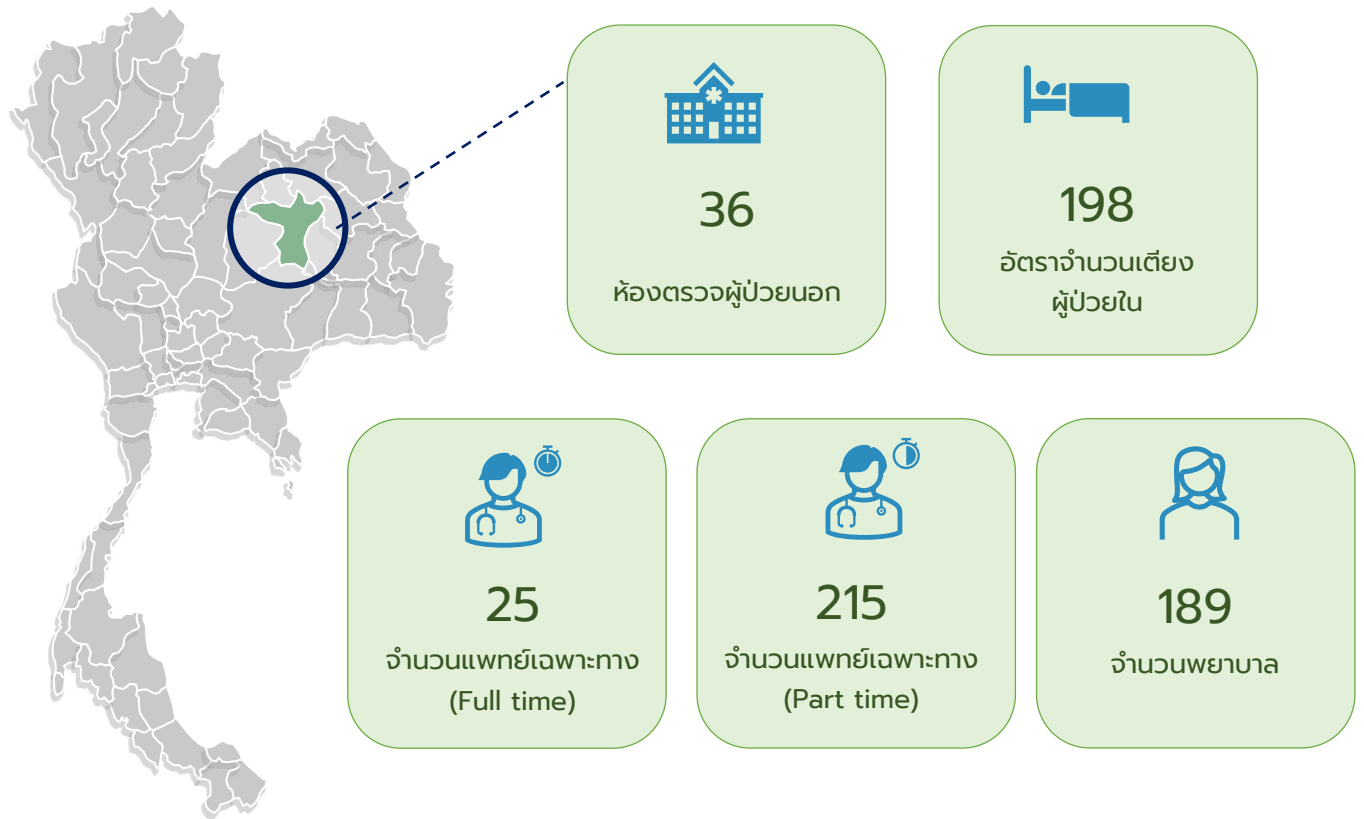 36
ห้องตรวจผู้ป่วยนอก
198
อัตราจำนวนเตียง
ผู้ป่วยใน
25
จำนวนแพทย์เฉพาะทาง
(Full time)
215
จำนวนแพทย์เฉพาะทาง
(Part time)
189
จำนวนพยาบาล